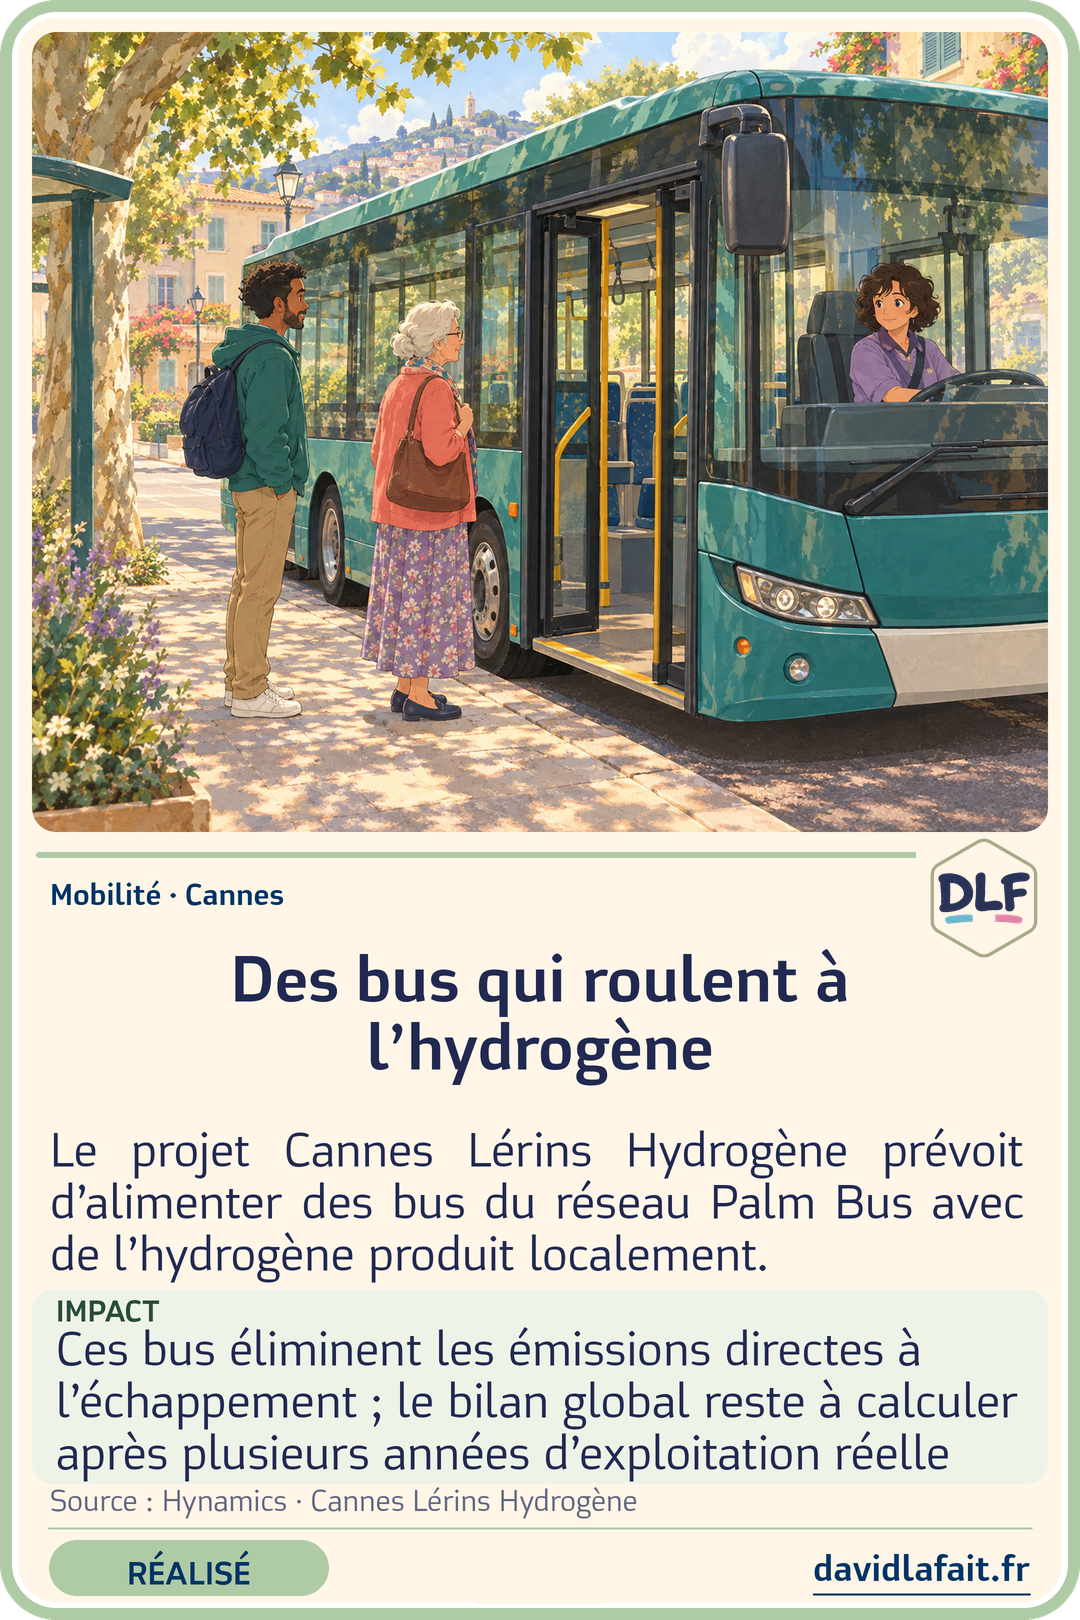 Mobilité · Cannes
DLF
Des bus qui roulent à
l’hydrogène
Le projet Cannes Lérins Hydrogène prévoit
d’alimenter des bus du réseau Palm Bus avec
de l’hydrogène produit localement.
IMPACT
Ces bus éliminent les émissions directes à
l’échappement ; le bilan global reste à calculer
après plusieurs années d’exploitation réelle
Source : Hynamics · Cannes Lérins Hydrogène
RÉALISÉ
davidlafait.fr